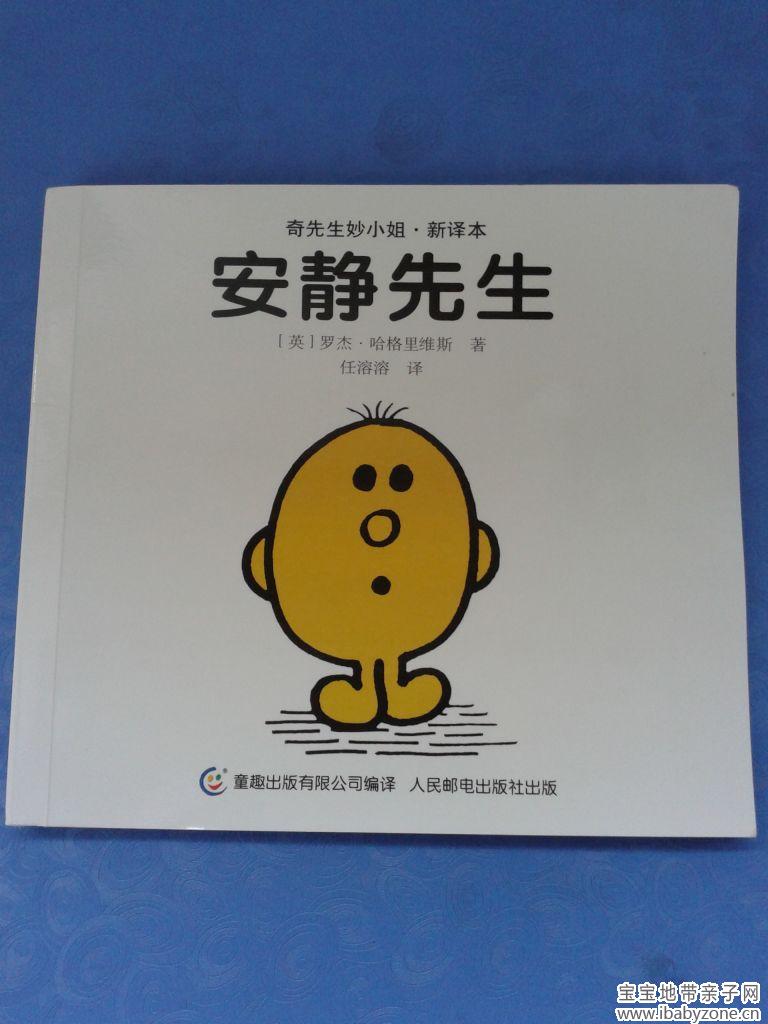 奇先生妙小姐·新译本
安静先生
[英]罗杰·哈格里维斯 著
任溶溶 译
童趣出版有限公司编译 人民邮电出版社出版
宝宝地带亲子网
www.ibabyzone.cn